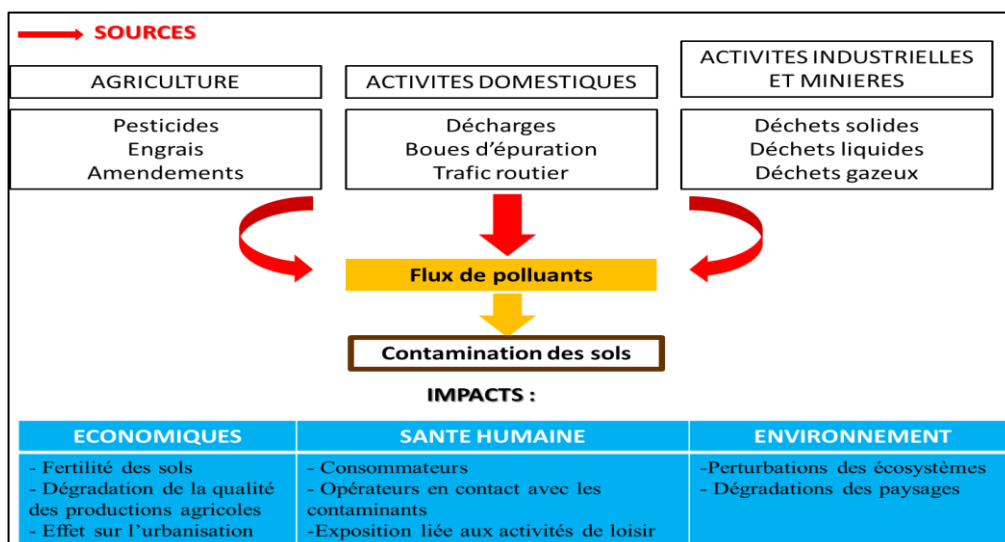 SOURCES
AGRICULTURE
Pesticides
Engrais
Amendements
ACTIVITES DOMESTIQUES
Décharges
Boues d'épuration
Trafic routier
ACTIVITES INDUSTRIELLES
ET MINIERES
Déchets solides
Déchets liquides
Déchets gazeux
Flux de polluants
Contamination des sols
IMPACTS :
ECONOMIQUES
- Fertilité des sols
- Dégradation de la qualité
des productions agricoles
- Effet sur l'urbanisation
SANTE HUMAINE
- Consommateurs
- Opérateurs en contact avec les
contaminants
-Exposition liée aux activités de loisir
ENVIRONNEMENT
-Perturbations des écosystèmes
- Dégradations des paysages